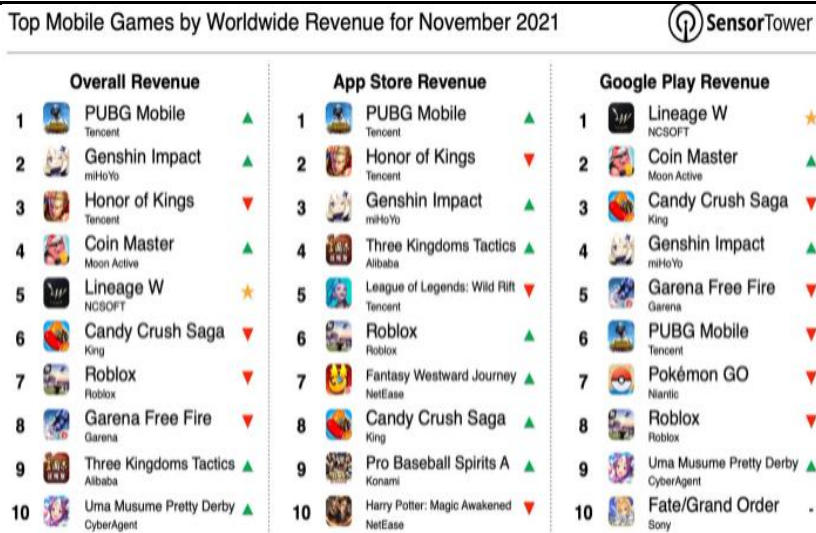 Top Mobile Games by Worldwide Revenue for November 2021
SensorTower
Overall Revenue
1 PUBG Mobile
Tencent
2 Genshin Impact
miHoYo
3 Honor of Kings
Tencent
4 Coin Master
Moon Active
5 Lineage W
NCSOFT
6 Candy Crush Saga
King
7 Roblox
Roblox
8 Garena Free Fire
Garena
9 Three Kingdoms Tactics
Alibaba
10 Uma Musume Pretty Derby
CyberAgent
App Store Revenue
1 PUBG Mobile
Tencent
2 Honor of Kings
Tencent
3 Genshin Impact
miHoYo
4 Three Kingdoms Tactics
Alibaba
5 League of Legends: Wild Rift
Tencent
6 Roblox
Roblox
7 Fantasy Westward Journey
NetEase
8 Candy Crush Saga
King
9 Pro Baseball Spirits A
Konami
10 Harry Potter: Magic Awakened
NetEase
Google Play Revenue
1 Lineage W
NCSOFT
2 Coin Master
Moon Active
3 Candy Crush Saga
King
4 Genshin Impact
miHoYo
5 Garena Free Fire
Garena
6 PUBG Mobile
Tencent
7 Pokémon GO
Niantic
8 Roblox
Roblox
9 Uma Musume Pretty Derby
CyberAgent
10 Fate/Grand Order -
Sony